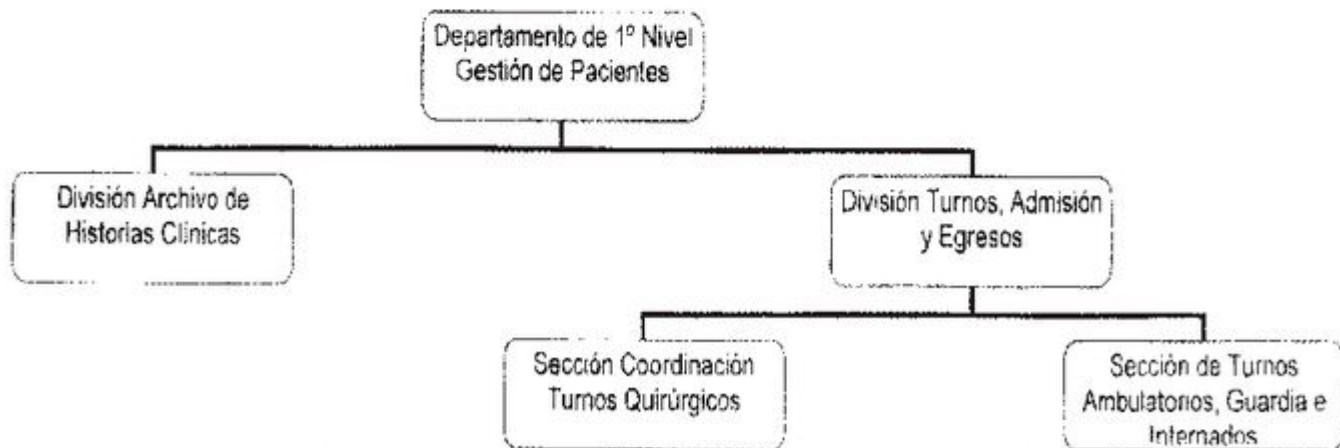 Departamento de 1º Nivel
Gestión de Pacientes
División Archivo de
Historias Clínicas
División Turnos, Admisión
y Egresos
Sección Coordinación
Turnos Quirúrgicos
Sección de Turnos
Ambulatorios, Guardia e
Internados